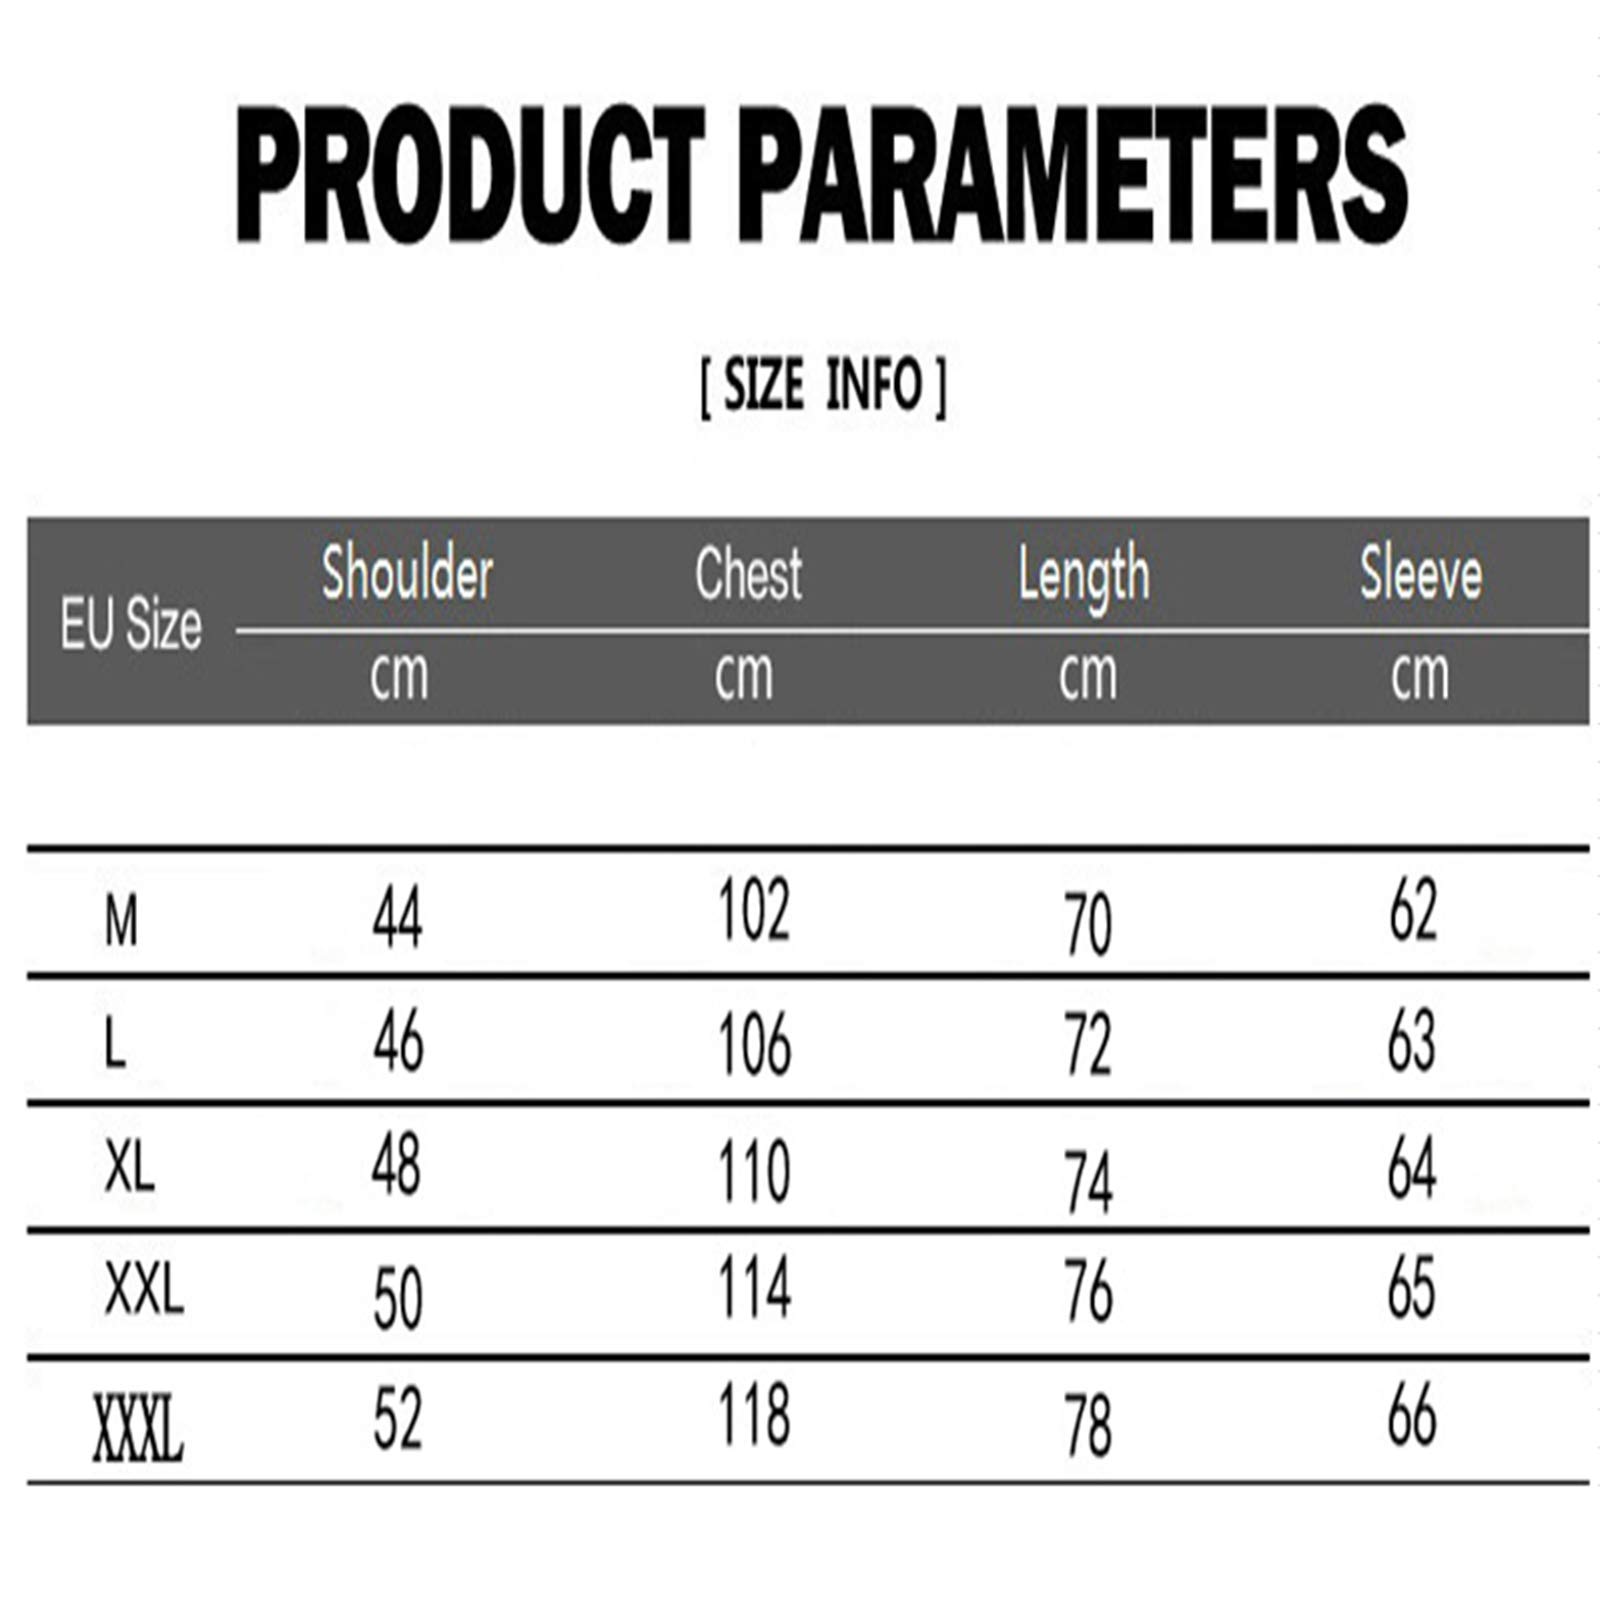 PRODUCT PARAMETERS
[ SIZE INFO ]
EU Size Shoulder Chest Length Sleeve
cm cm cm cm
M 44 102 70 62
L 46 106 72 63
XL 48 110 74 64
XXL 50 114 76 65
XXXL 52 118 78 66